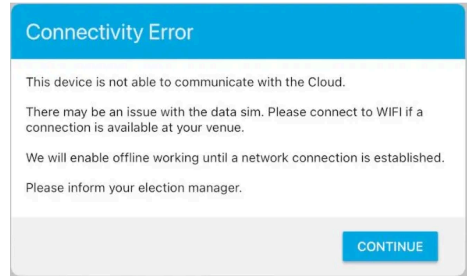 Connectivity Error
This device is not able to communicate with the Cloud.
There may be an issue with the data sim. Please connect to WIFI if a
connection is available at your venue.
We will enable offline working until a network connection is established.
Please inform your election manager.
CONTINUE